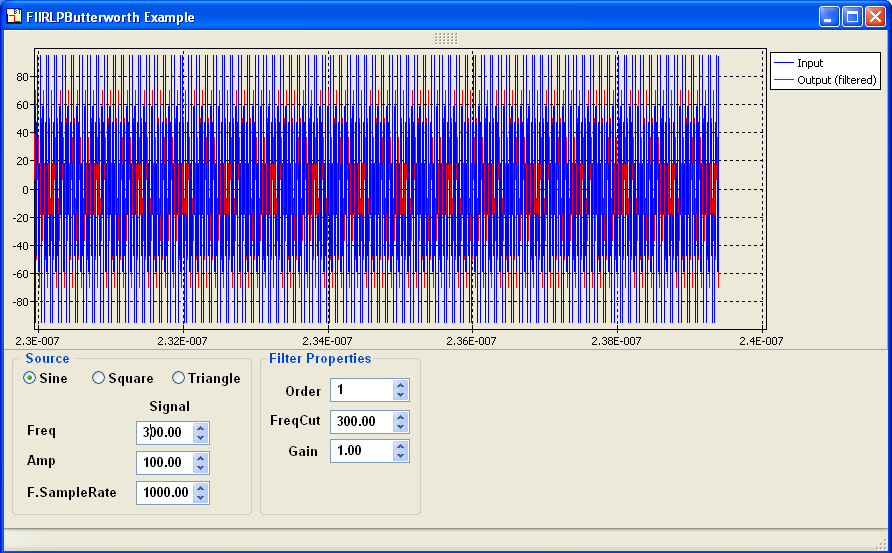 FIIRLPButterworth Example
Input
Output (filtered)
80
60
40
20
0
-20
-40
-60
-80
2.3E-007 2.32E-007 2.34E-007 2.36E-007 2.38E-007 2.4E-007
Source
Sine Square Triangle
Signal
Freq 300.00
Amp 100.00
F.SampleRate 1000.00
Filter Properties
Order 1
FreqCut 300.00
Gain 1.00